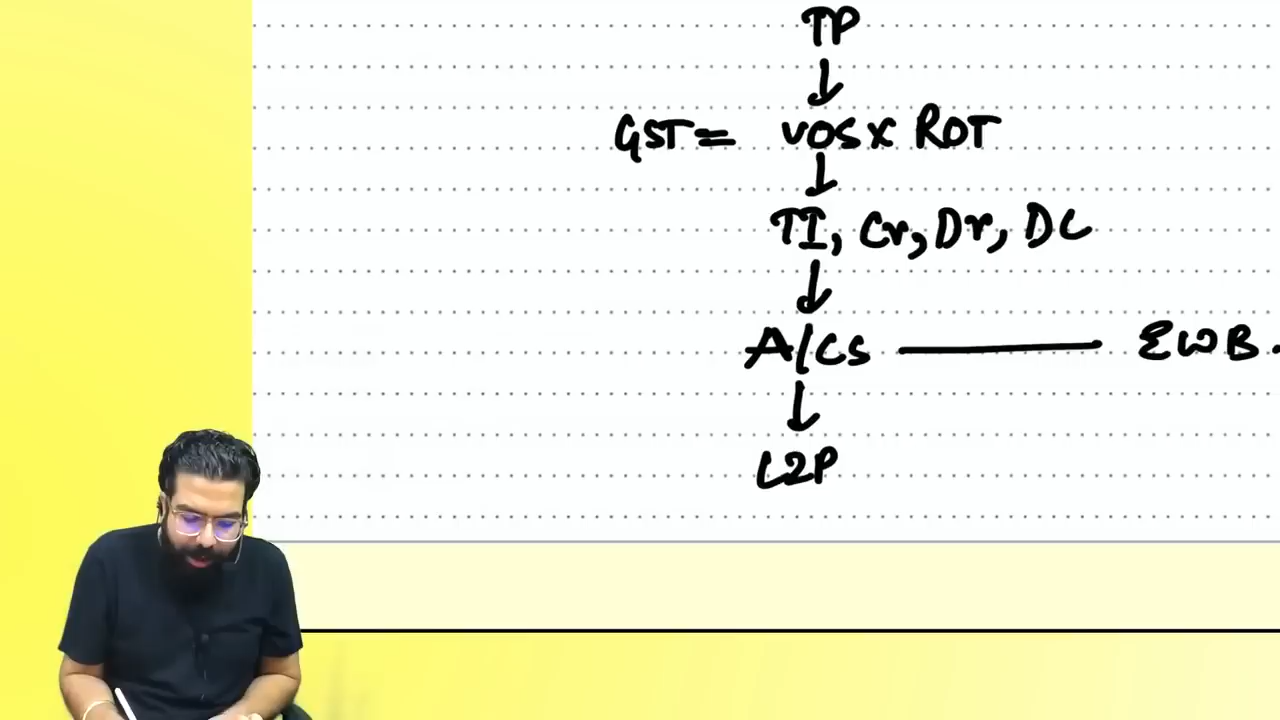 TP
↓
GST = VOS x ROT
↓
TI, Cr, Dr, DC
↓
A/CS —— EWB.
↓
L2P